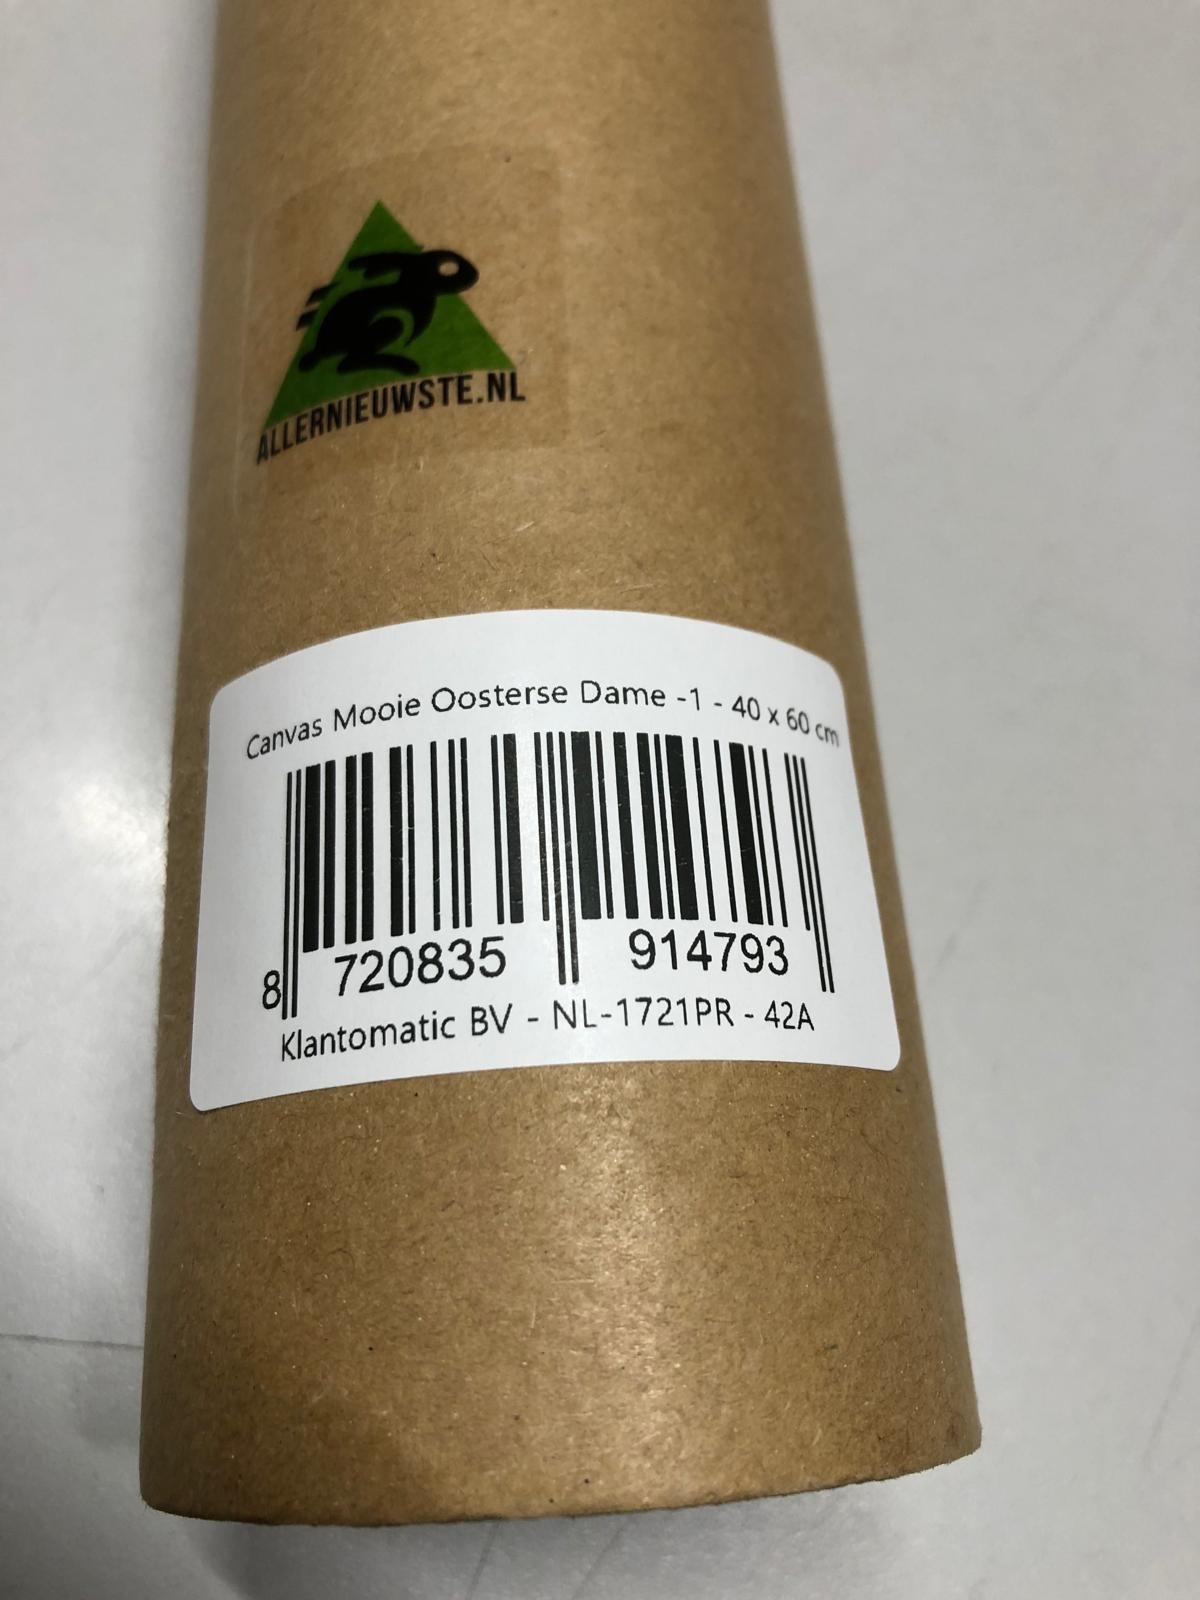 ALLERNIEUWSTE.NL
Canvas Mooie Oosterse Dame -1 - 40 x 60 cm
8 720835 914793
Klantomatic BV - NL-1721PR - 42A